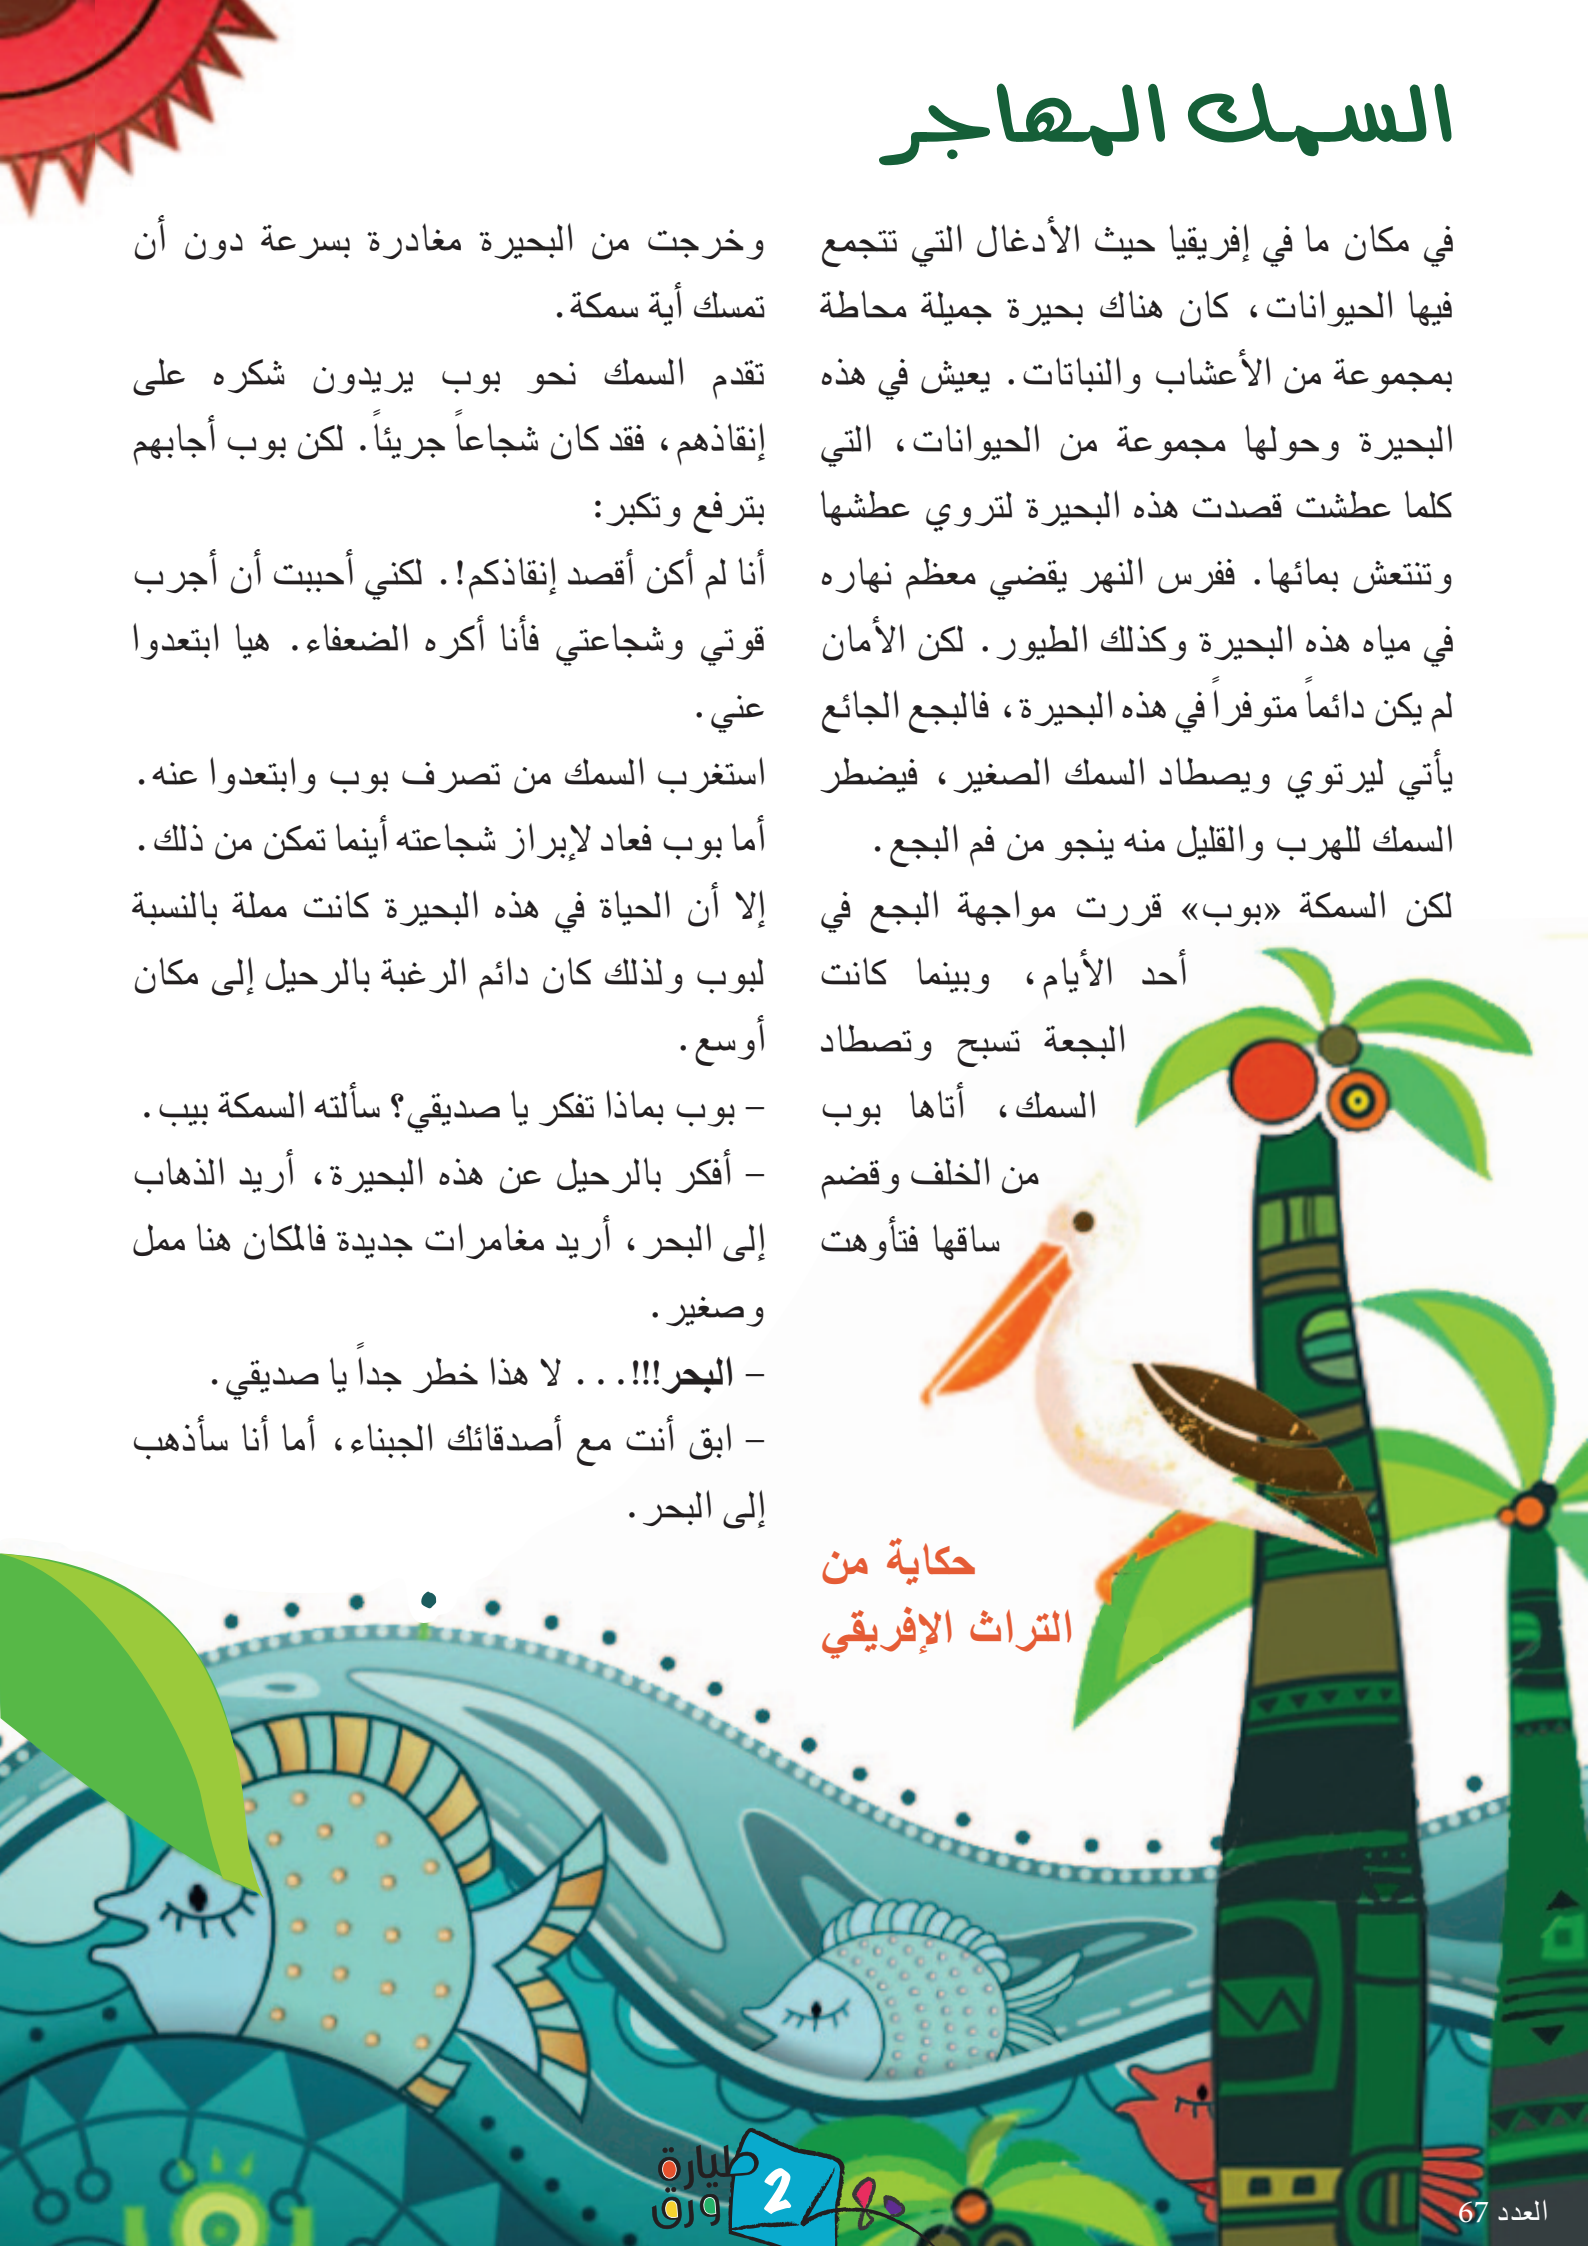 السمك المهاجر
في مكان ما في إفريقيا حيث الأدغال التي تتجمع
فيها الحيوانات، كان هناك بحيرة جميلة محاطة
بمجموعة من الأعشاب والنباتات. يعيش في هذه
البحيرة وحولها مجموعة من الحيوانات، التي
كلما عطشت قصدت هذه البحيرة لتروي عطشها
وتنتعش بمائها. ففرس النهر يقضي معظم نهاره
في مياه هذه البحيرة وكذلك الطيور. لكن الأمان
لم يكن دائماً متوفراً في هذه البحيرة، فالبجع الجائع
يأتي ليرتوي ويصطاد السمك الصغير، فيضطر
السمك للهرب والقليل منه ينجو من فم البجع.
لكن السمكة «بوب» قررت مواجهة البجع في
أحد الأيام، وبينما كانت
البجعة تسبح وتصطاد
السمك، أتاها بوب
من الخلف وقضم
ساقها فتأوهت
وخرجت من البحيرة مغادرة بسرعة دون أن
تمسك أية سمكة.
تقدم السمك نحو بوب يريدون شكره على
إنقاذهم، فقد كان شجاعاً جريئاً. لكن بوب أجابهم
بترفع وتكبر:
أنا لم أكن أقصد إنقاذكم!. لكني أحببت أن أجرب
قوتي وشجاعتي فأنا أكره الضعفاء. هيا ابتعدوا
عني.
استغرب السمك من تصرف بوب وابتعدوا عنه.
أما بوب فعاد لإبراز شجاعته أينما تمكن من ذلك.
إلا أن الحياة في هذه البحيرة كانت مملة بالنسبة
لبوب ولذلك كان دائم الرغبة بالرحيل إلى مكان
أوسع.
– بوب بماذا تفكر يا صديقي؟ سألته السمكة بيب.
– أفكر بالرحيل عن هذه البحيرة، أريد الذهاب
إلى البحر، أريد مغامرات جديدة فالمكان هنا ممل
وصغير.
– البحر!!!... لا هذا خطر جداً يا صديقي.
– ابق أنت مع أصدقائك الجبناء، أما أنا سأذهب
إلى البحر.
حكاية من
التراث الإفريقي
طيارة
ورق
2
العدد 67